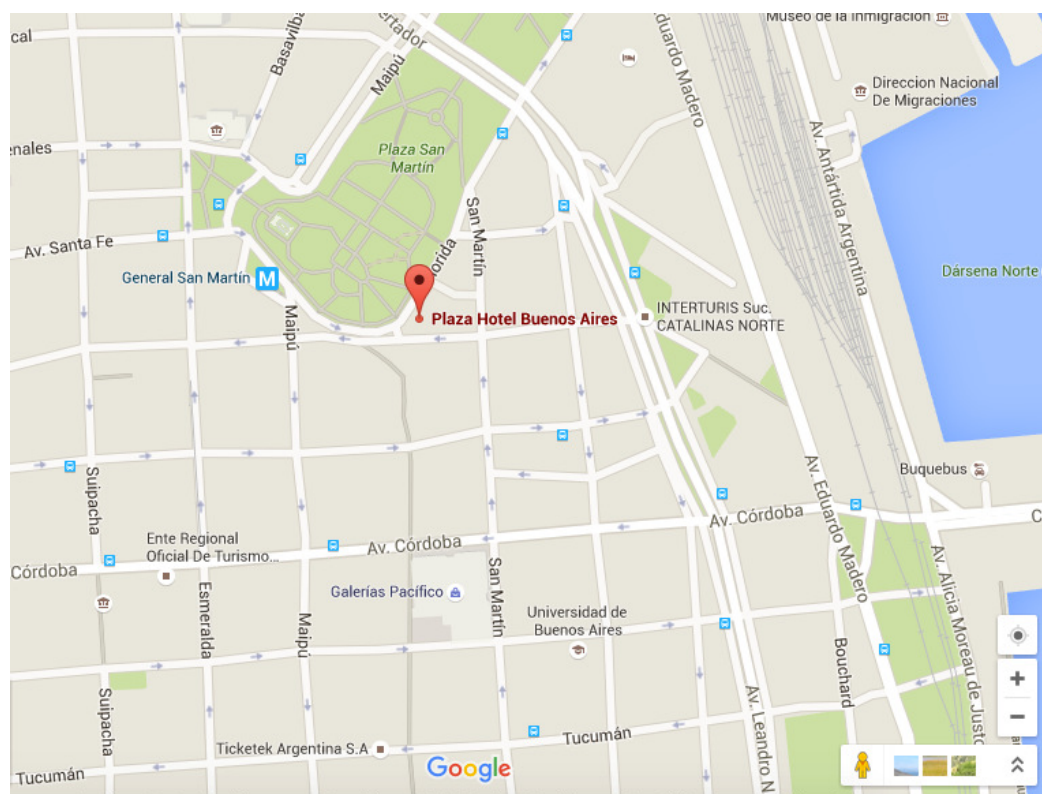 Museo de la Inmigración
cal
ertador
Basavilba
Maipú
Av. Eduardo Madero
Direccion Nacional
De Migraciones
enales
Plaza San
Martín
Av. Antártida Argentina
San Martín
Av. Santa Fe
orida
General San Martín
M
Dársena Norte
Maipú
Plaza Hotel Buenos Aires
INTERTURIS Suc.
CATALINAS NORTE
Suipacha
Av. Eduardo Madero
Buquebus
Av. Córdoba
C
Ente Regional
Oficial De Turismo...
Av. Córdoba
Córdoba
Av. Alicia Moreau de Justo
Esmeralda
San Martín
Galerías Pacífico
Universidad de
Buenos Aires
Maipú
Bouchard
Suipacha
Av. Leandro N
Tucumán
Ticketek Argentina S.A
Tucumán
Google
+
−